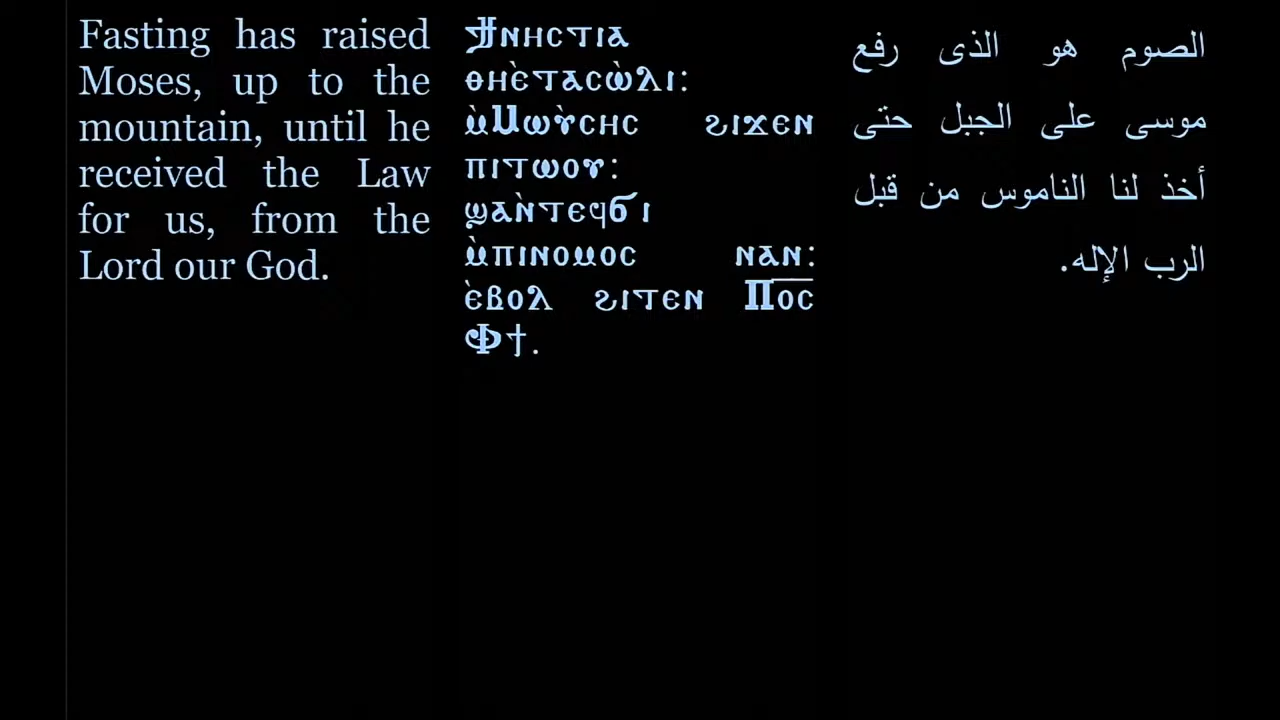 Fasting has raised
Moses, up to the
mountain, until he
received the Law
for us, from the
Lord our God.
Ϯⲛⲏⲥⲧⲓⲁ
ⲑⲏⲉ̀ⲧⲁⲥⲱ̀ⲗⲓ:
ⲙ̀Ⲙⲱⲩ̀ⲥⲏⲥ ϩⲓϫⲉⲛ
ⲡⲓⲧⲱⲟⲩ:
ϣⲁⲛ̀ⲧⲉϥϭⲓ
ⲙ̀ⲡⲓⲛⲟⲙⲟⲥ ⲛⲁⲛ:
ⲉ̀ⲃⲟⲗ ϩⲓⲧⲉⲛ Ⲡⲟ̅ⲥ̅
Ⲫϯ.
الصوم هو الذى رفع
موسى على الجبل حتى
أخذ لنا الناموس من قبل
الرب الإله.